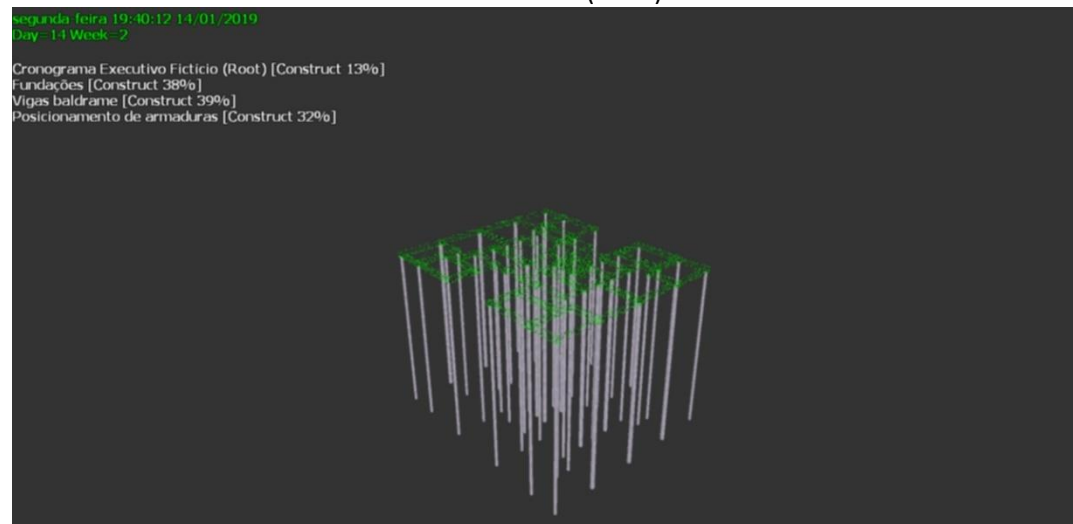 segunda-feira 19:40:12 14/01/2019
Day=14 Week=2
Cronograma Executivo Ficticio (Root) [Construct 13%]
Fundações [Construct 38%]
Vigas baldrame [Construct 39%]
Posicionamento de armaduras [Construct 32%]